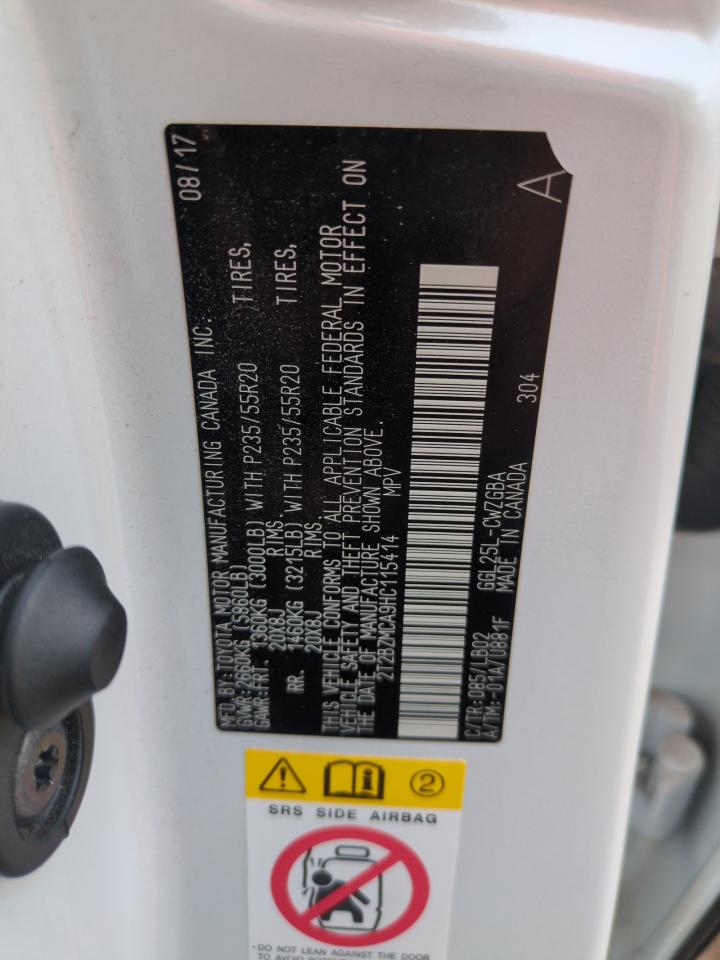 MFD. BY: TOYOTA MOTOR MANUFACTURING CANADA INC. 08/17
GVWR: 2660KG (5860LB)
GAWR: FRT 1360KG (3000LB) WITH P235/55R20 TIRES,
20X8J RIMS
RR. 1460KG (3215LB) WITH P235/55R20 TIRES,
20X8J RIMS
THIS VEHICLE CONFORMS TO ALL APPLICABLE FEDERAL MOTOR
VEHICLE SAFETY AND THEFT PREVENTION STANDARDS IN EFFECT ON
THE DATE OF MANUFACTURE SHOWN ABOVE.
2T2BZMCA9HC115414 MPV
C/TR: 085/LB02 GGL25L-CWZGBA 304 A
A/TM: -01A/0881F MADE IN CANADA
2
SRS SIDE AIRBAG
- DO NOT LEAN AGAINST THE DOOR
TO AVOID